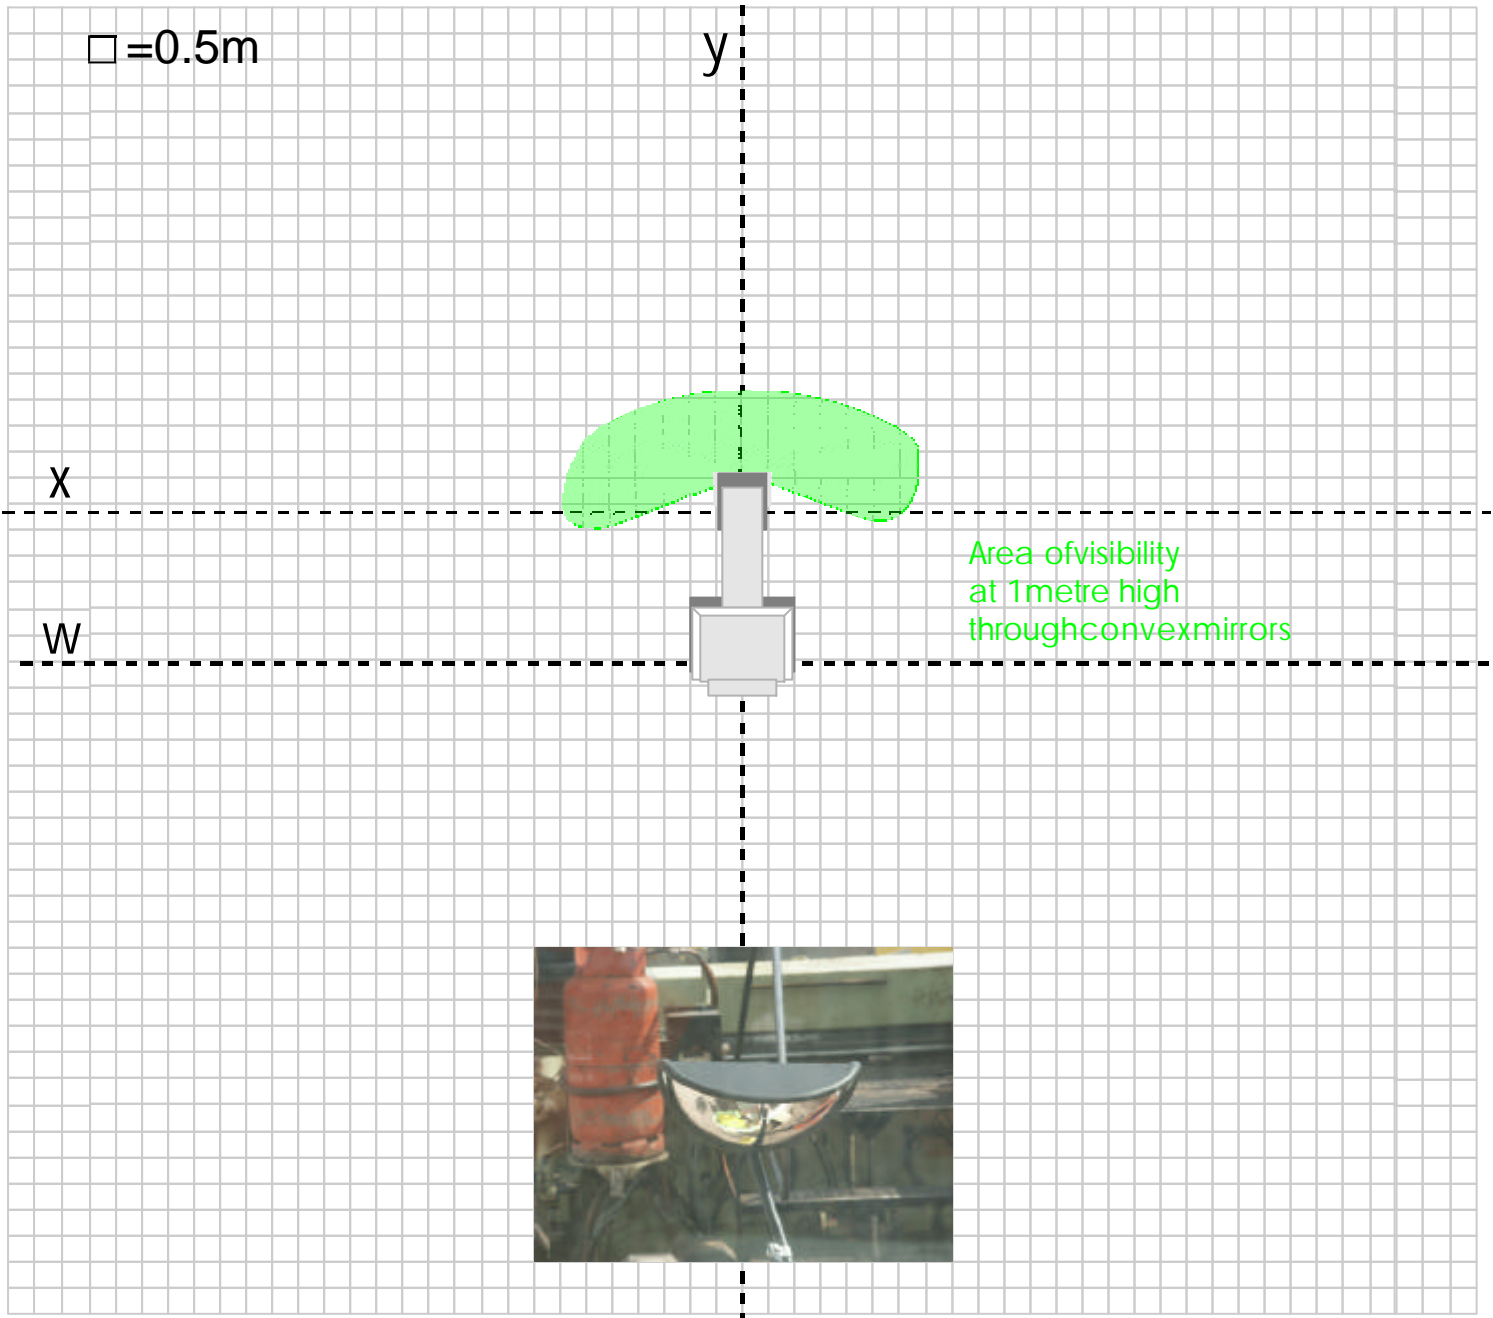 □=0.5m
y
X
Area ofvisibility
at 1metre high
throughconvexmirrors
W